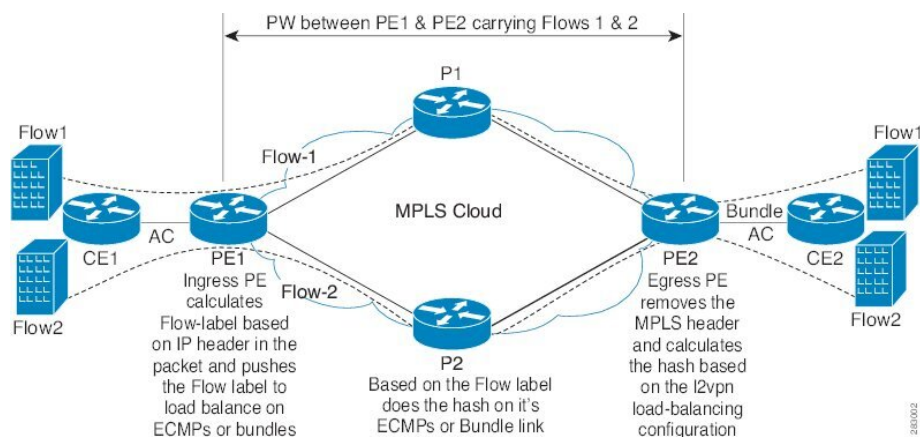 PW between PE1 & PE2 carrying Flows 1 & 2
P1
Flow1
Flow-1
Flow1
MPLS Cloud
Bundle
AC
AC
CE1
PE1
PE2
CE2
Flow2
Flow-2
Flow2
Ingress PE
calculates
Flow-label based
on IP header in the
packet and pushes
the Flow label to
load balance on
ECMPs or bundles
P2
Based on the Flow label
does the hash on it's
ECMPs or Bundle link
Egress PE
removes the
MPLS header
and calculates
the hash based
on the l2vpn
load-balancing
configuration